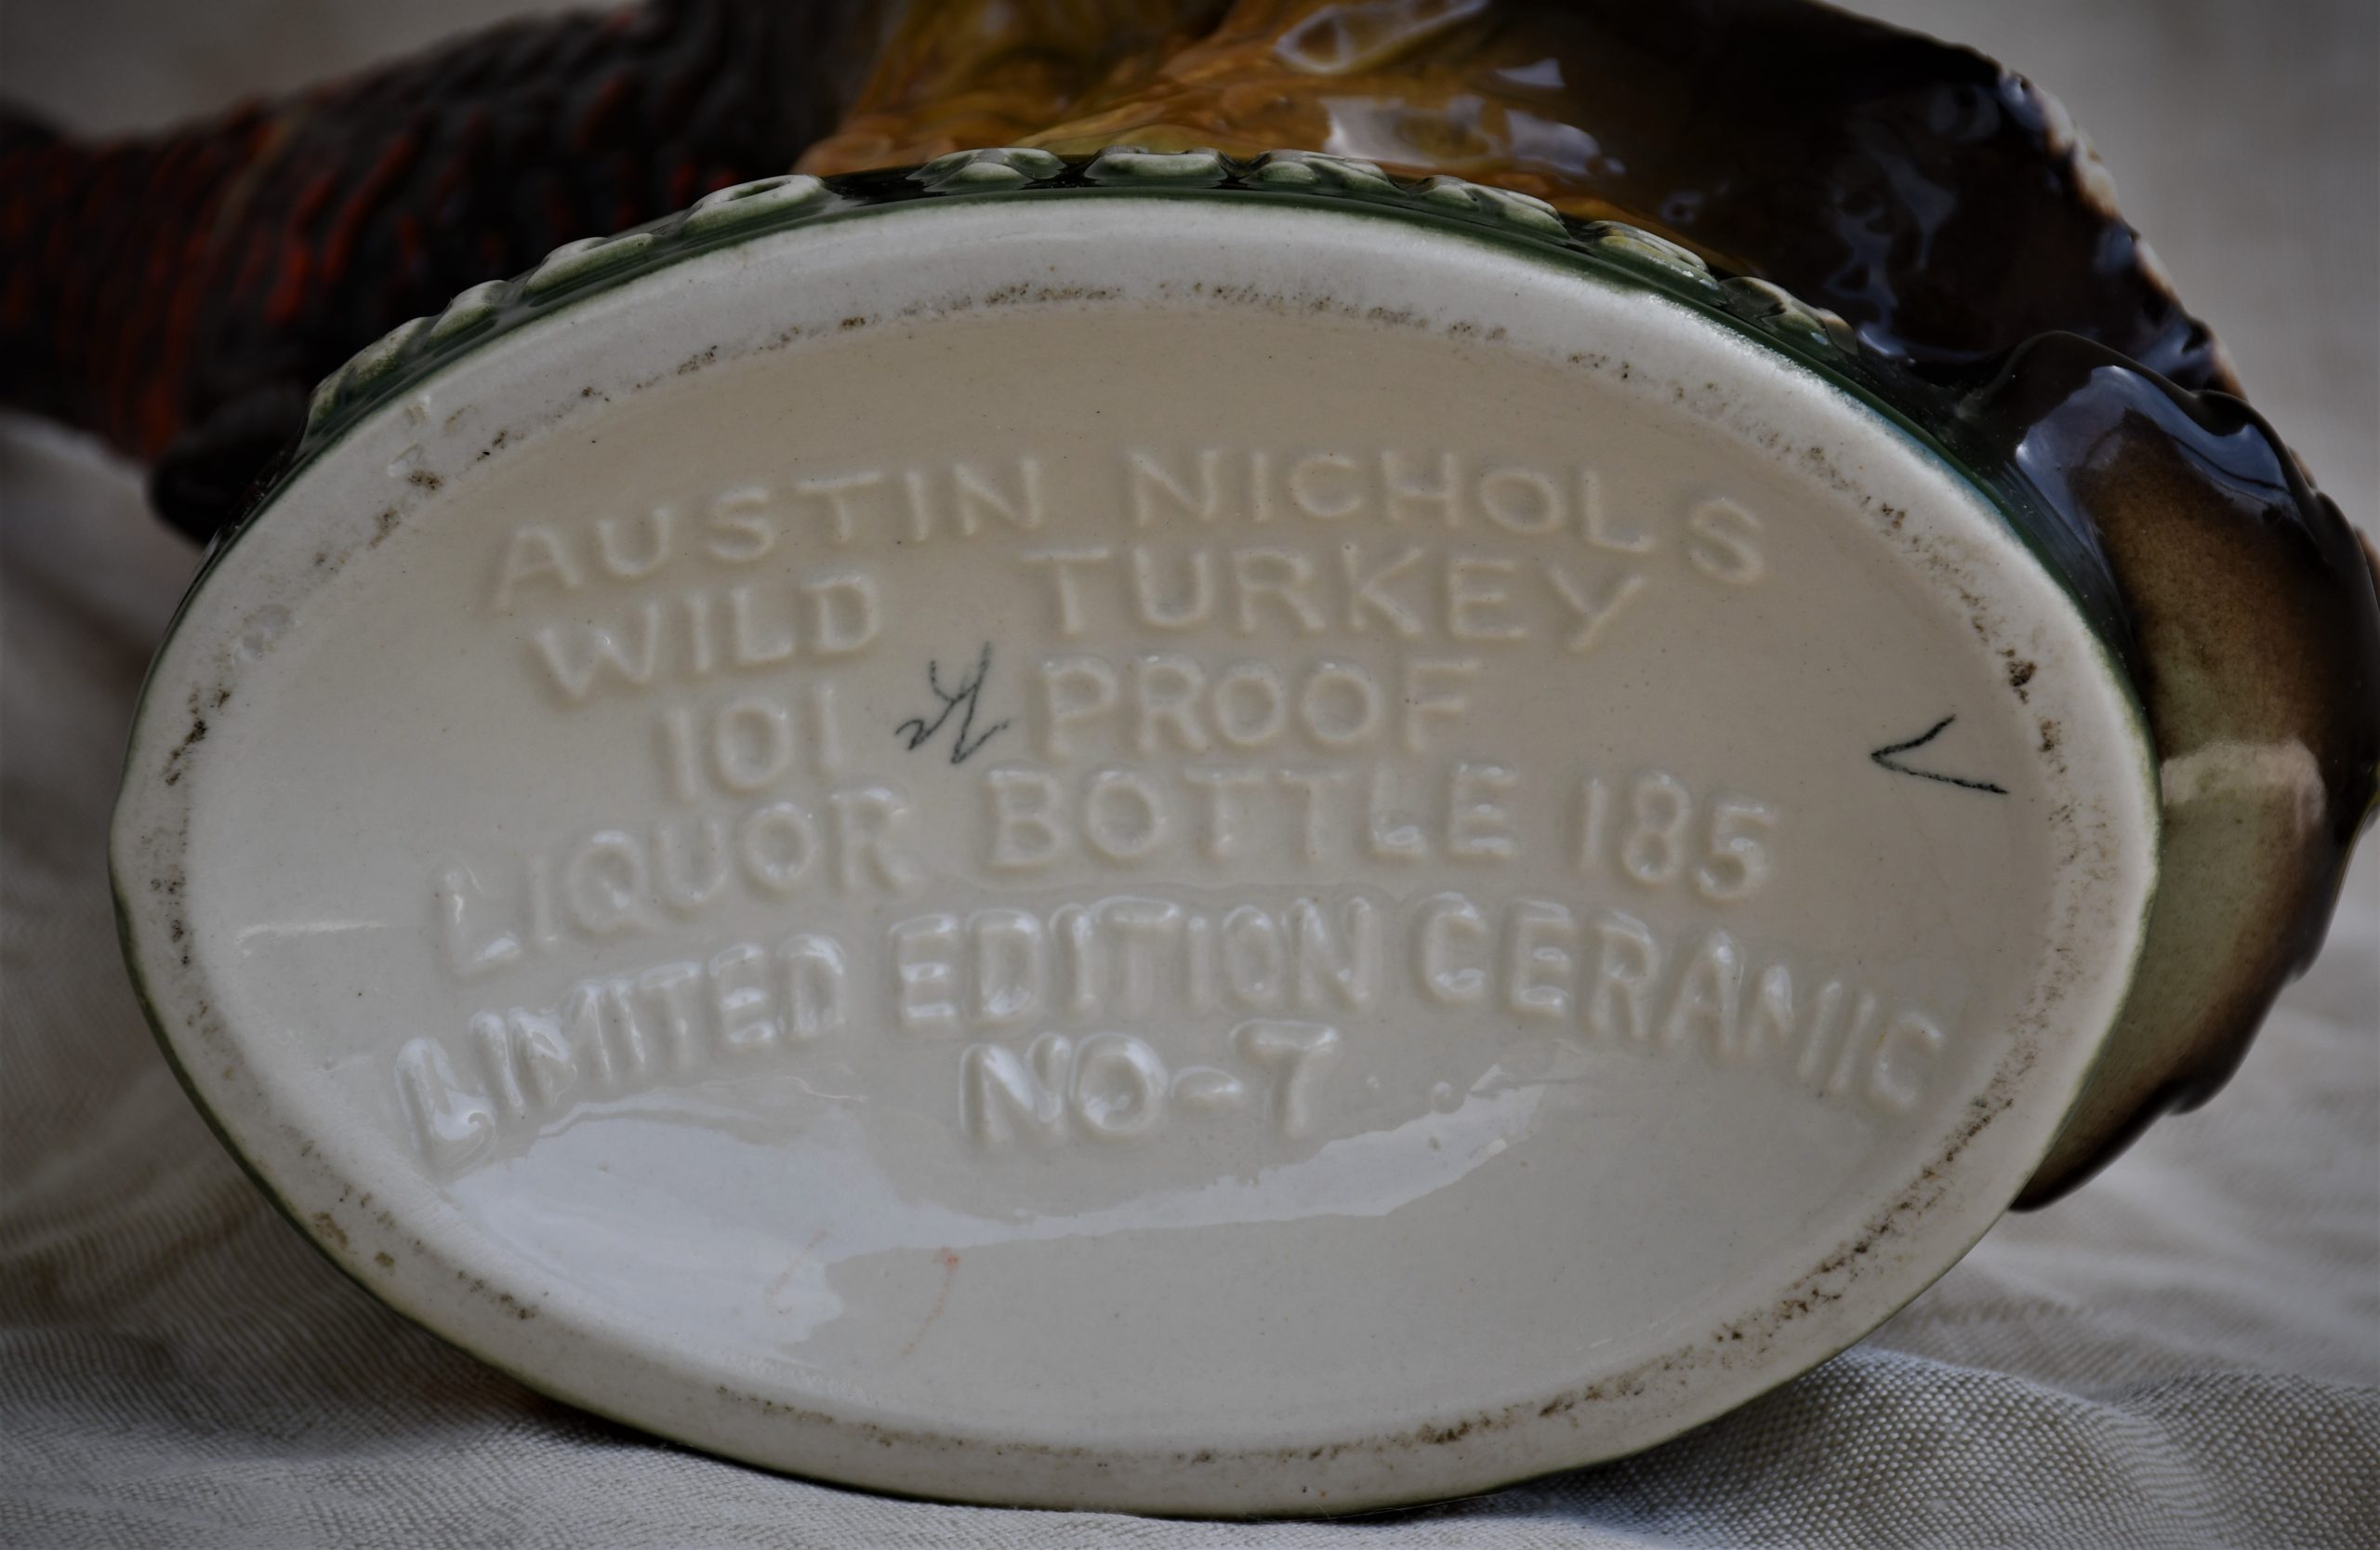 AUSTIN NICHOLS
WILD TURKEY
101 PROOF
LIQUOR BOTTLE 185
LIMITED EDITION CERAMIC
NO-7